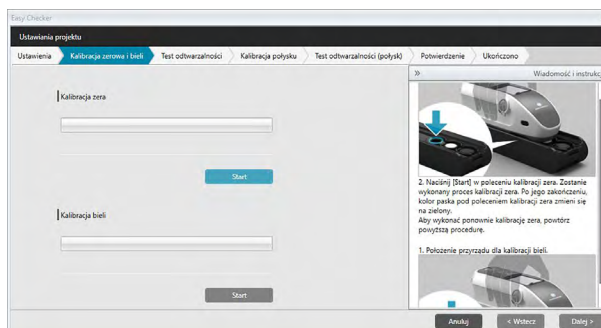 Easy Checker
Ustawiania projektu
Ustawienia
Kalibracja zerowa i bieli
Test odtwarzalności
Kalibracja połysku
Test odtwarzalności (połysk)
Potwierdzenie
Ukończono
Kalibracja zera
Start
Kalibracja bieli
Start
»
Wiadomość i instrukc
2. Naciśnij [Start] w poleceniu kalibracji zera. Zostanie
wykonany proces kalibracji zera. Po jego zakończeniu,
kolor paska pod poleceniem kalibracji zera zmieni się
na zielony.
Aby wykonać ponownie kalibrację zera, powtórz
powyższą procedurę.
1. Położenie przyrządu dla kalibracji bieli.
Anuluj
< Wstecz
Dalej >